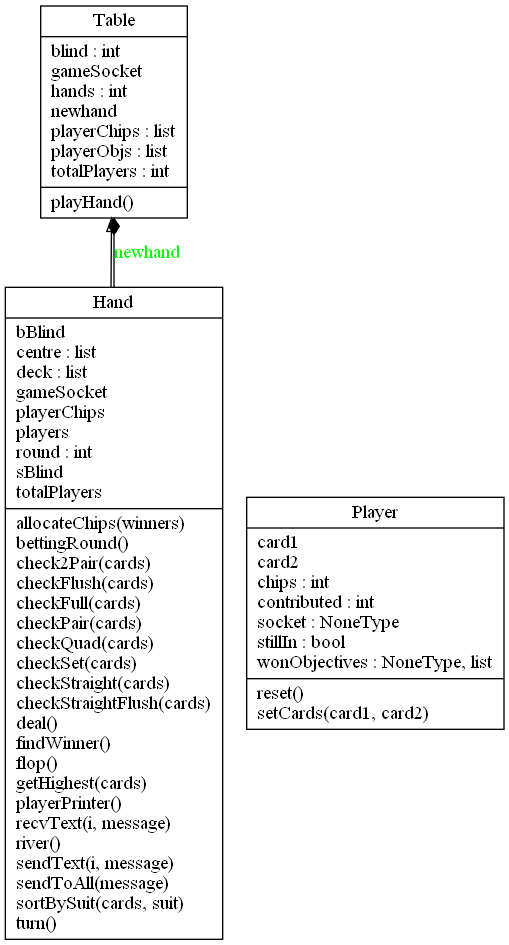 Table
blind : int
gameSocket
hands : int
newhand
playerChips : list
playerObjs : list
totalPlayers : int
playHand()
newhand
Hand
bBlind
centre : list
deck : list
gameSocket
playerChips
players
round : int
sBlind
totalPlayers
allocateChips(winners)
bettingRound()
check2Pair(cards)
checkFlush(cards)
checkFull(cards)
checkPair(cards)
checkQuad(cards)
checkSet(cards)
checkStraight(cards)
checkStraightFlush(cards)
deal()
findWinner()
flop()
getHighest(cards)
playerPrinter()
recvText(i, message)
river()
sendText(i, message)
sendToAll(message)
sortBySuit(cards, suit)
turn()
Player
card1
card2
chips : int
contributed : int
socket : NoneType
stillIn : bool
wonObjectives : NoneType, list
reset()
setCards(card1, card2)